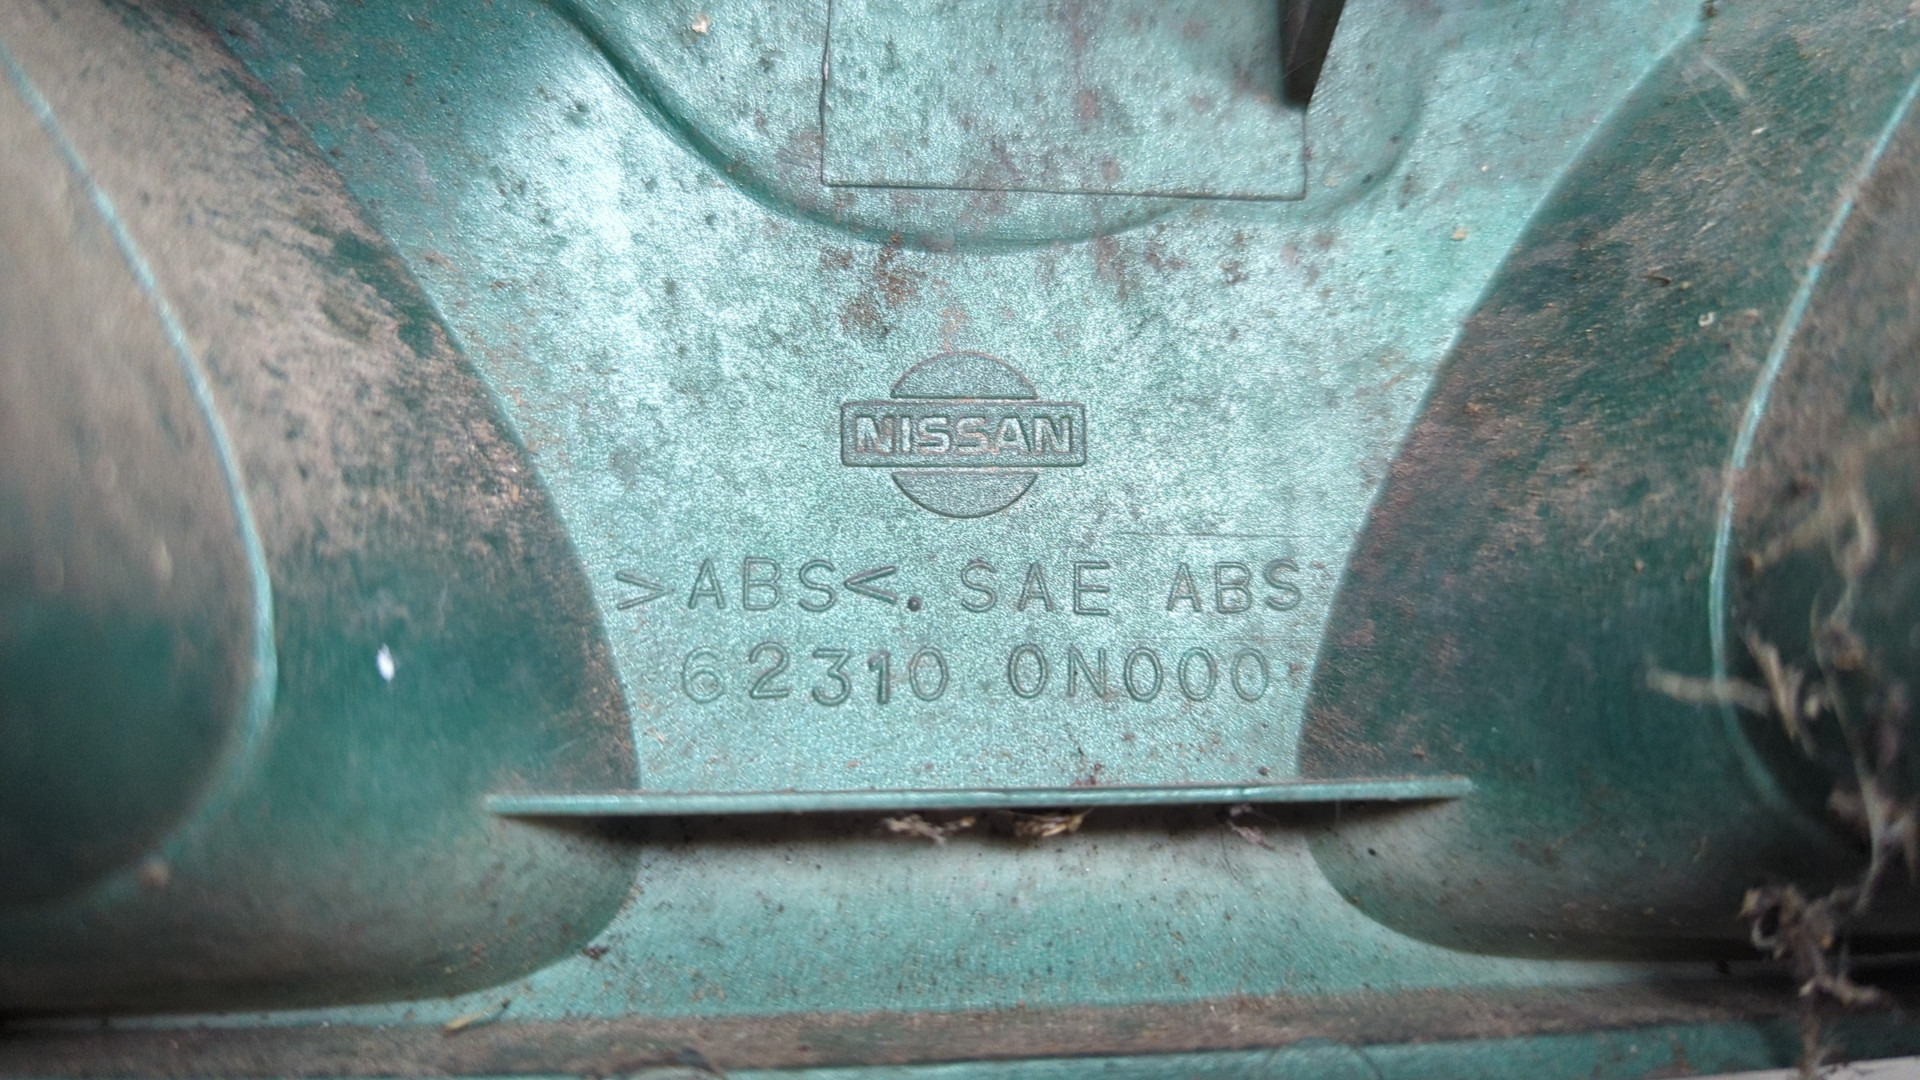 NISSAN
>ABS<. SAE ABS
62310 0N000